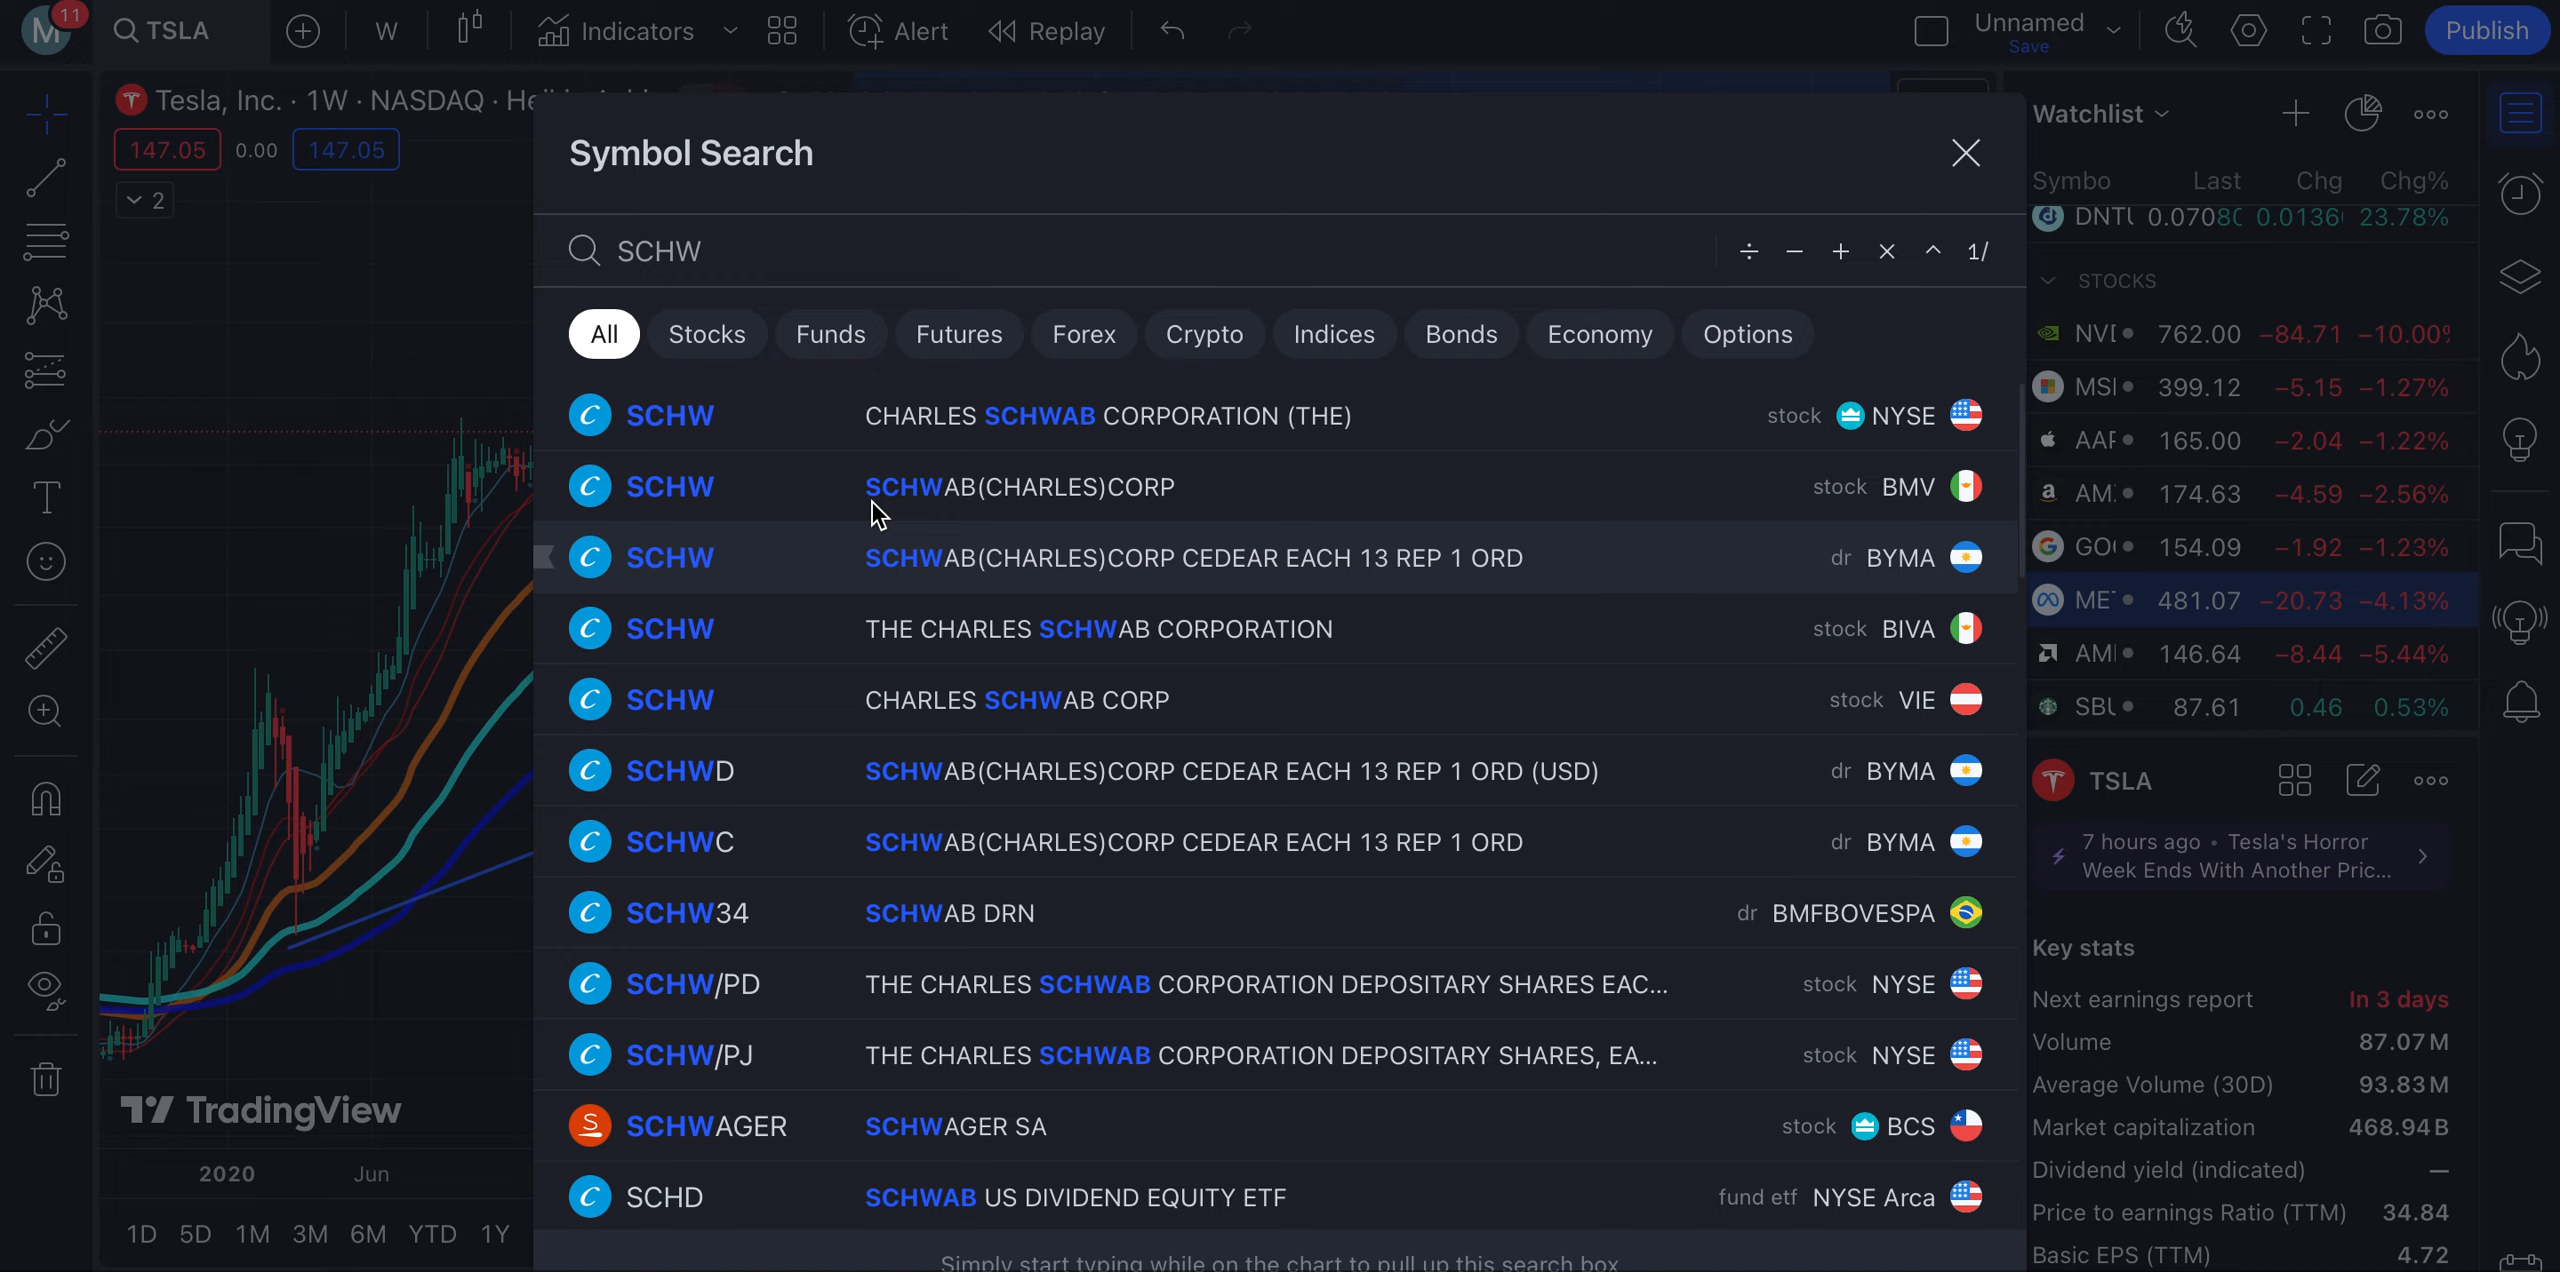 M 11 TSLA W Indicators Alert Replay Unnamed Save Publish
Tesla, Inc. · 1W · NASDAQ ·
147.05 0.00 147.05
2
Symbol Search
SCHW ÷ − + × ^ 1/
All Stocks Funds Futures Forex Crypto Indices Bonds Economy Options
SCHW CHARLES SCHWAB CORPORATION (THE) stock NYSE
SCHW SCHWAB(CHARLES)CORP stock BMV
SCHW SCHWAB(CHARLES)CORP CEDEAR EACH 13 REP 1 ORD dr BYMA
SCHW THE CHARLES SCHWAB CORPORATION stock BIVA
SCHW CHARLES SCHWAB CORP stock VIE
SCHWD SCHWAB(CHARLES)CORP CEDEAR EACH 13 REP 1 ORD (USD) dr BYMA
SCHWC SCHWAB(CHARLES)CORP CEDEAR EACH 13 REP 1 ORD dr BYMA
SCHW34 SCHWAB DRN dr BMFBOVESPA
SCHW/PD THE CHARLES SCHWAB CORPORATION DEPOSITARY SHARES EAC... stock NYSE
SCHW/PJ THE CHARLES SCHWAB CORPORATION DEPOSITARY SHARES, EA... stock NYSE
SCHWAGER SCHWAGER SA stock BCS
SCHD SCHWAB US DIVIDEND EQUITY ETF fund etf NYSE Arca
Simply start typing while on the chart to pull up this search box
TradingView
2020 Jun
1D 5D 1M 3M 6M YTD 1Y
Watchlist
Symbo Last Chg Chg%
0.0708 0.0136 23.78%
STOCKS
762.00 −84.71 −10.00%
399.12 −5.15 −1.27%
165.00 −2.04 −1.22%
174.63 −4.59 −2.56%
154.09 −1.92 −1.23%
481.07 −20.73 −4.13%
146.64 −8.44 −5.44%
87.61 0.46 0.53%
TSLA
7 hours ago • Tesla's Horror
Week Ends With Another Pric...
Key stats
Next earnings report In 3 days
Volume 87.07M
Average Volume (30D) 93.83M
Market capitalization 468.94B
Dividend yield (indicated) —
Price to earnings Ratio (TTM) 34.84
Basic EPS (TTM) 4.72